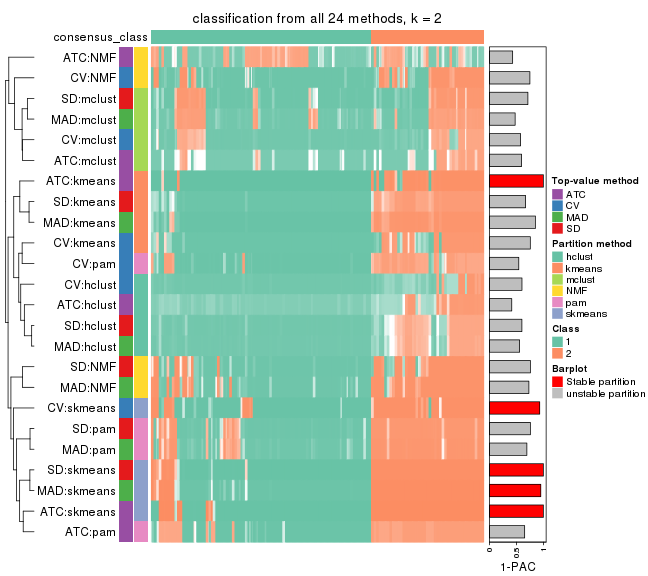 classification from all 24 methods, k = 2
consensus_class
ATC:NMF
CV:NMF
SD:mclust
MAD:mclust
CV:mclust
ATC:mclust
ATC:kmeans
SD:kmeans
MAD:kmeans
CV:kmeans
CV:pam
CV:hclust
ATC:hclust
SD:hclust
MAD:hclust
SD:NMF
MAD:NMF
CV:skmeans
SD:pam
MAD:pam
SD:skmeans
MAD:skmeans
ATC:skmeans
ATC:pam
0
0.5
1
1-PAC
Top-value method
ATC
CV
MAD
SD
Partition method
hclust
kmeans
mclust
NMF
pam
skmeans
Class
1
2
Barplot
Stable partition
unstable partition